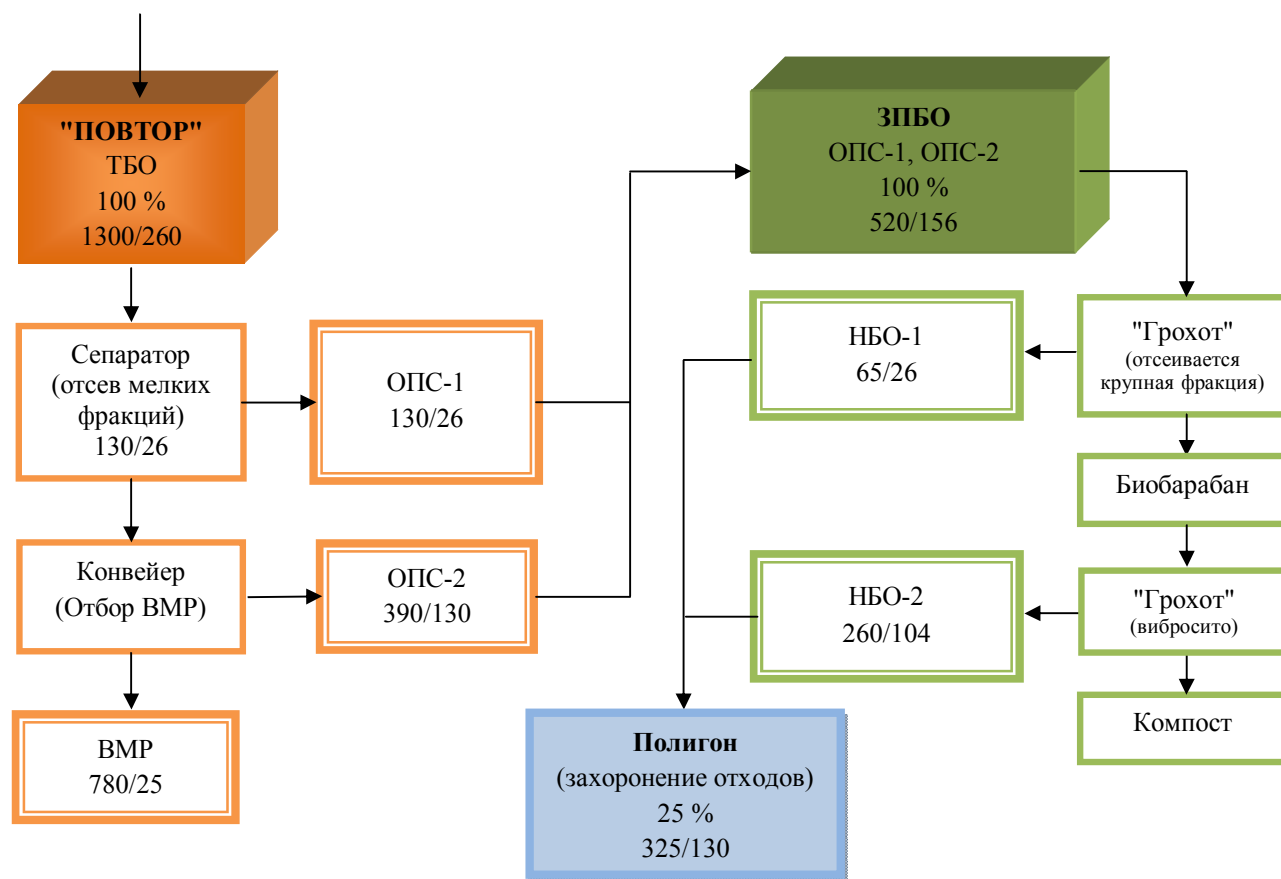 "ПОВТОР"
ТБО
100 %
1300/260
Сепаратор
(отсев мелких
фракций)
130/26
ОПС-1
130/26
Конвейер
(Отбор ВМР)
ОПС-2
390/130
ВМР
780/25
ЗПБО
ОПС-1, ОПС-2
100 %
520/156
НБО-1
65/26
"Грохот"
(отсеивается
крупная фракция)
Биобарабан
НБО-2
260/104
"Грохот"
(вибросито)
Компост
Полигон
(захоронение отходов)
25 %
325/130